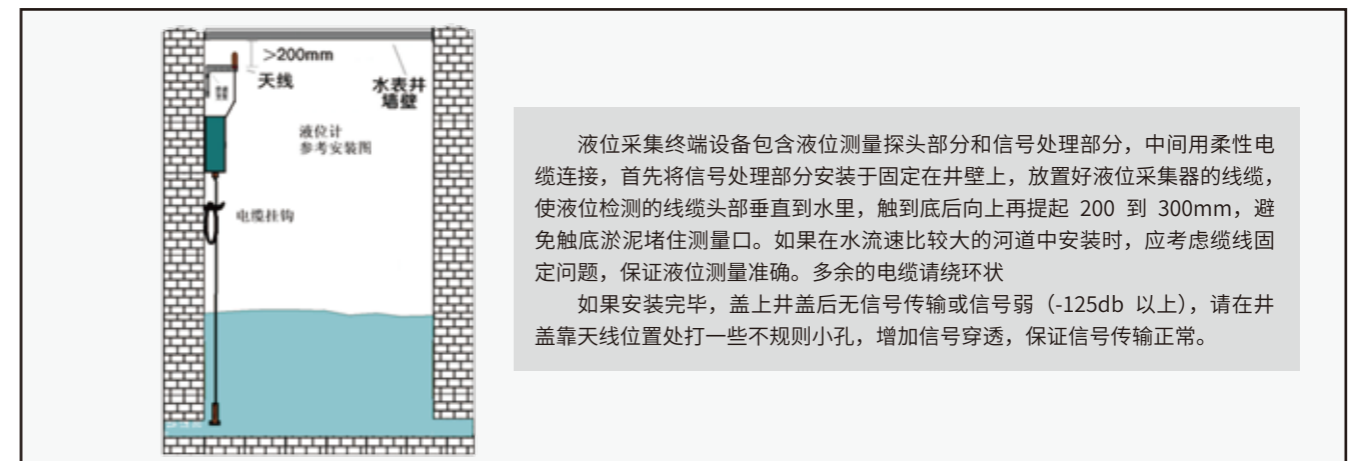 >200mm
天线
水表井
墙壁
液位计
参考安装图
电缆挂钩
液位采集终端设备包含液位测量探头部分和信号处理部分，中间用柔性电
缆连接，首先将信号处理部分安装于固定在井壁上，放置好液位采集器的线缆，
使液位检测的线缆头部垂直到水里，触到底后向上再提起 200 到 300mm，避
免触底淤泥堵住测量口。如果在水流速比较大的河道中安装时，应考虑缆线固
定问题，保证液位测量准确。多余的电缆请绕环状
如果安装完毕，盖上井盖后无信号传输或信号弱（-125db 以上），请在井
盖靠天线位置处打一些不规则小孔，增加信号穿透，保证信号传输正常。